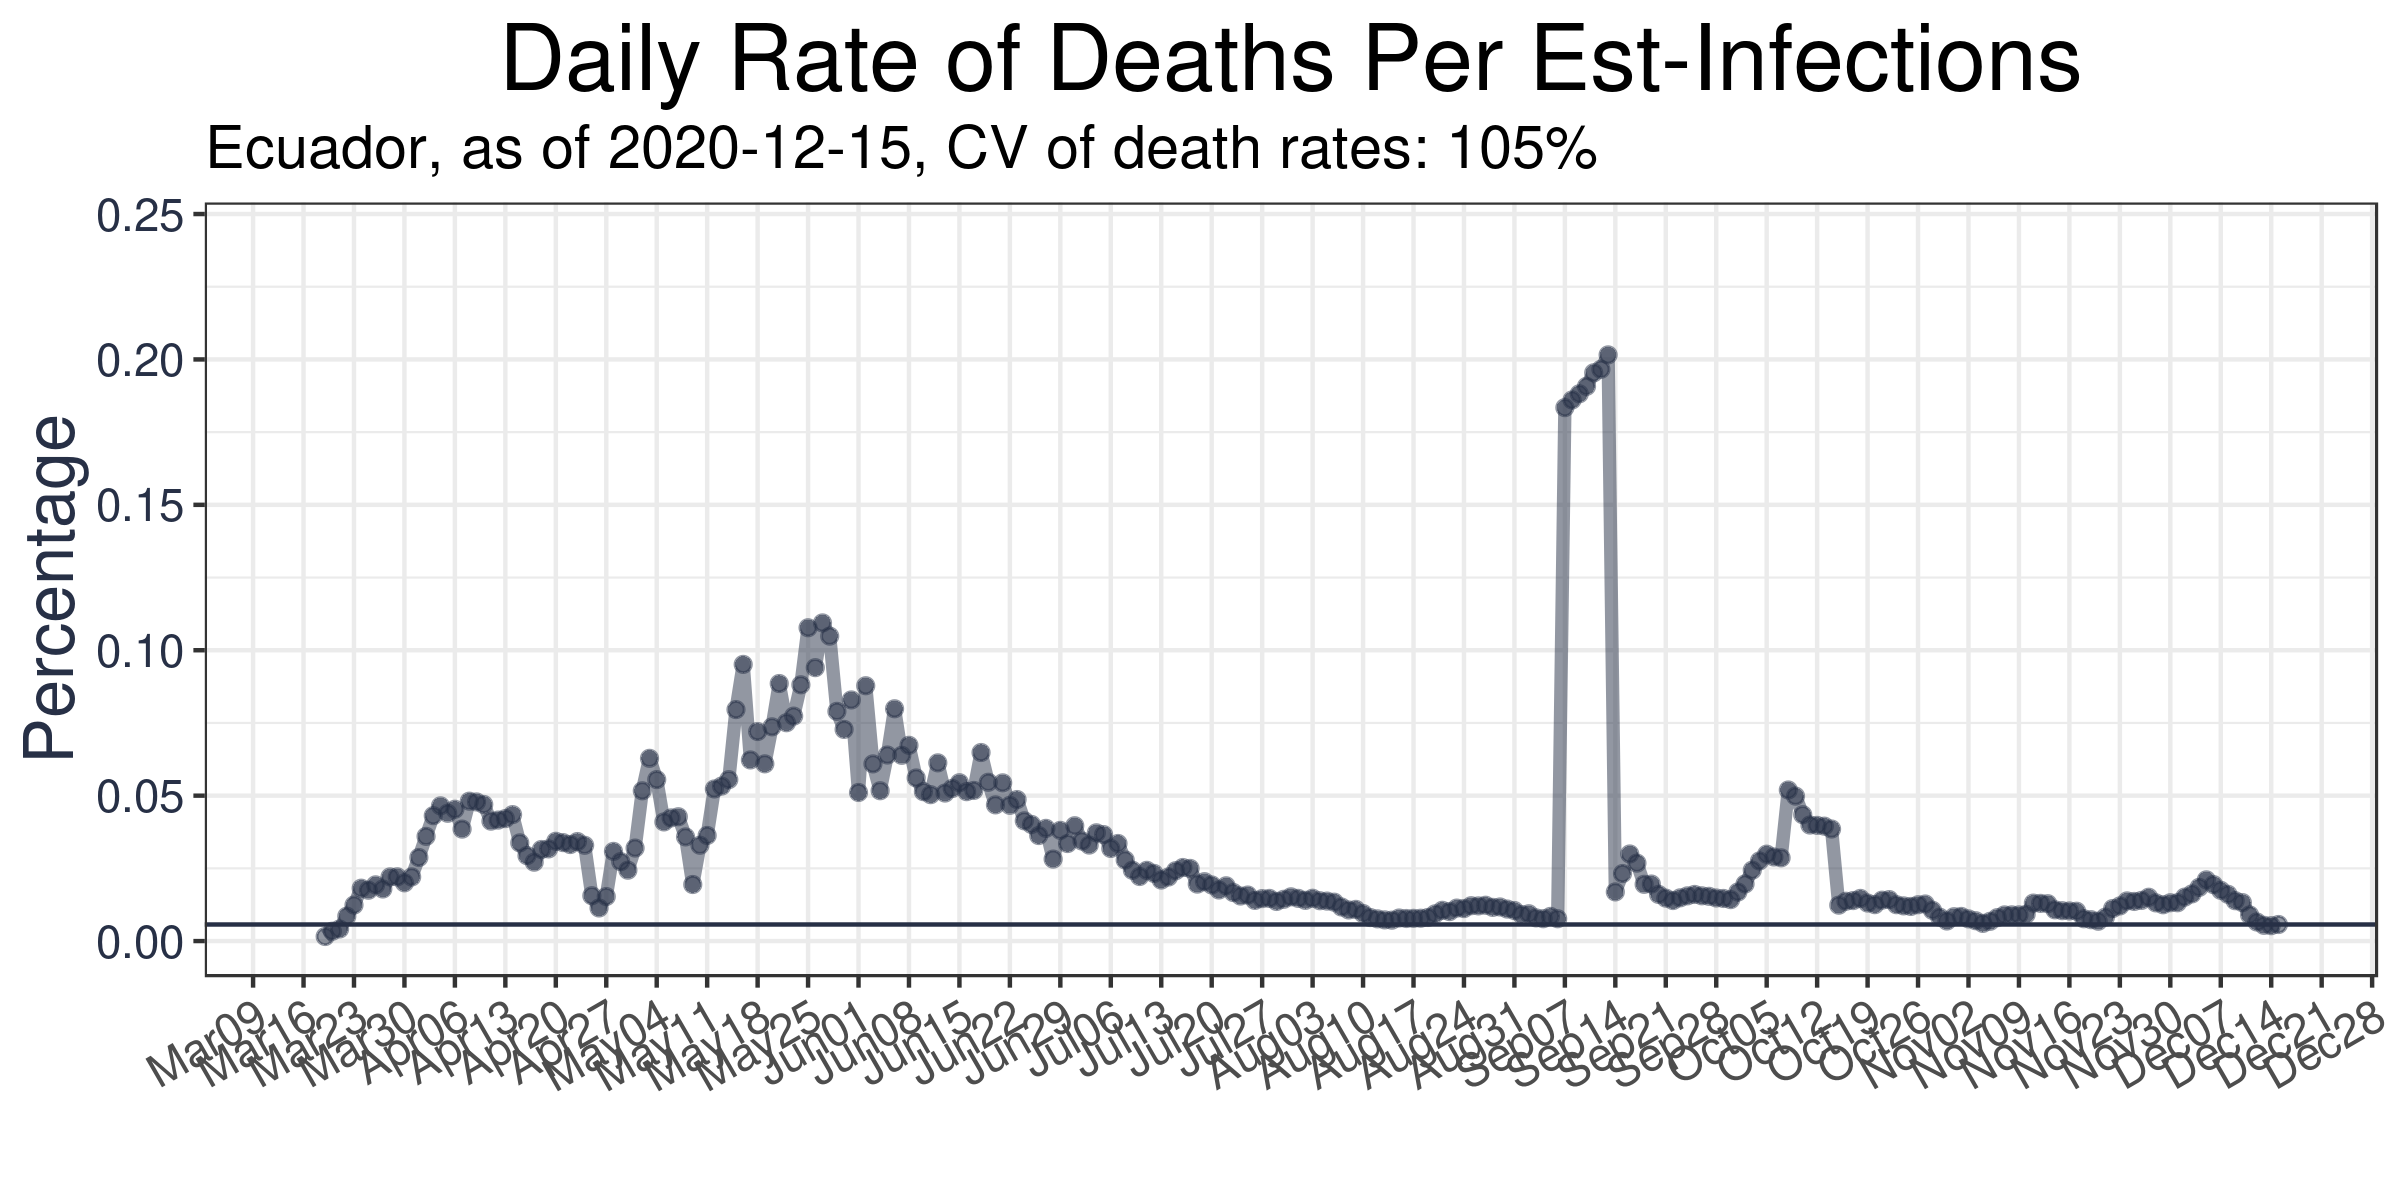 Daily Rate of Deaths Per Est-Infections
Ecuador, as of 2020-12-15, CV of death rates: 105%
Percentage
0.25
0.20
0.15
0.10
0.05
0.00
Mar09
Mar16
Mar23
Mar30
Apr06
Apr13
Apr20
Apr27
May04
May11
May18
May25
Jun01
Jun08
Jun15
Jun22
Jun29
Jul06
Jul13
Jul20
Jul27
Aug03
Aug10
Aug17
Aug24
Aug31
Sep07
Sep14
Sep21
Sep28
Oct05
Oct12
Oct19
Oct26
Nov02
Nov09
Nov16
Nov23
Nov30
Dec07
Dec14
Dec21
Dec28